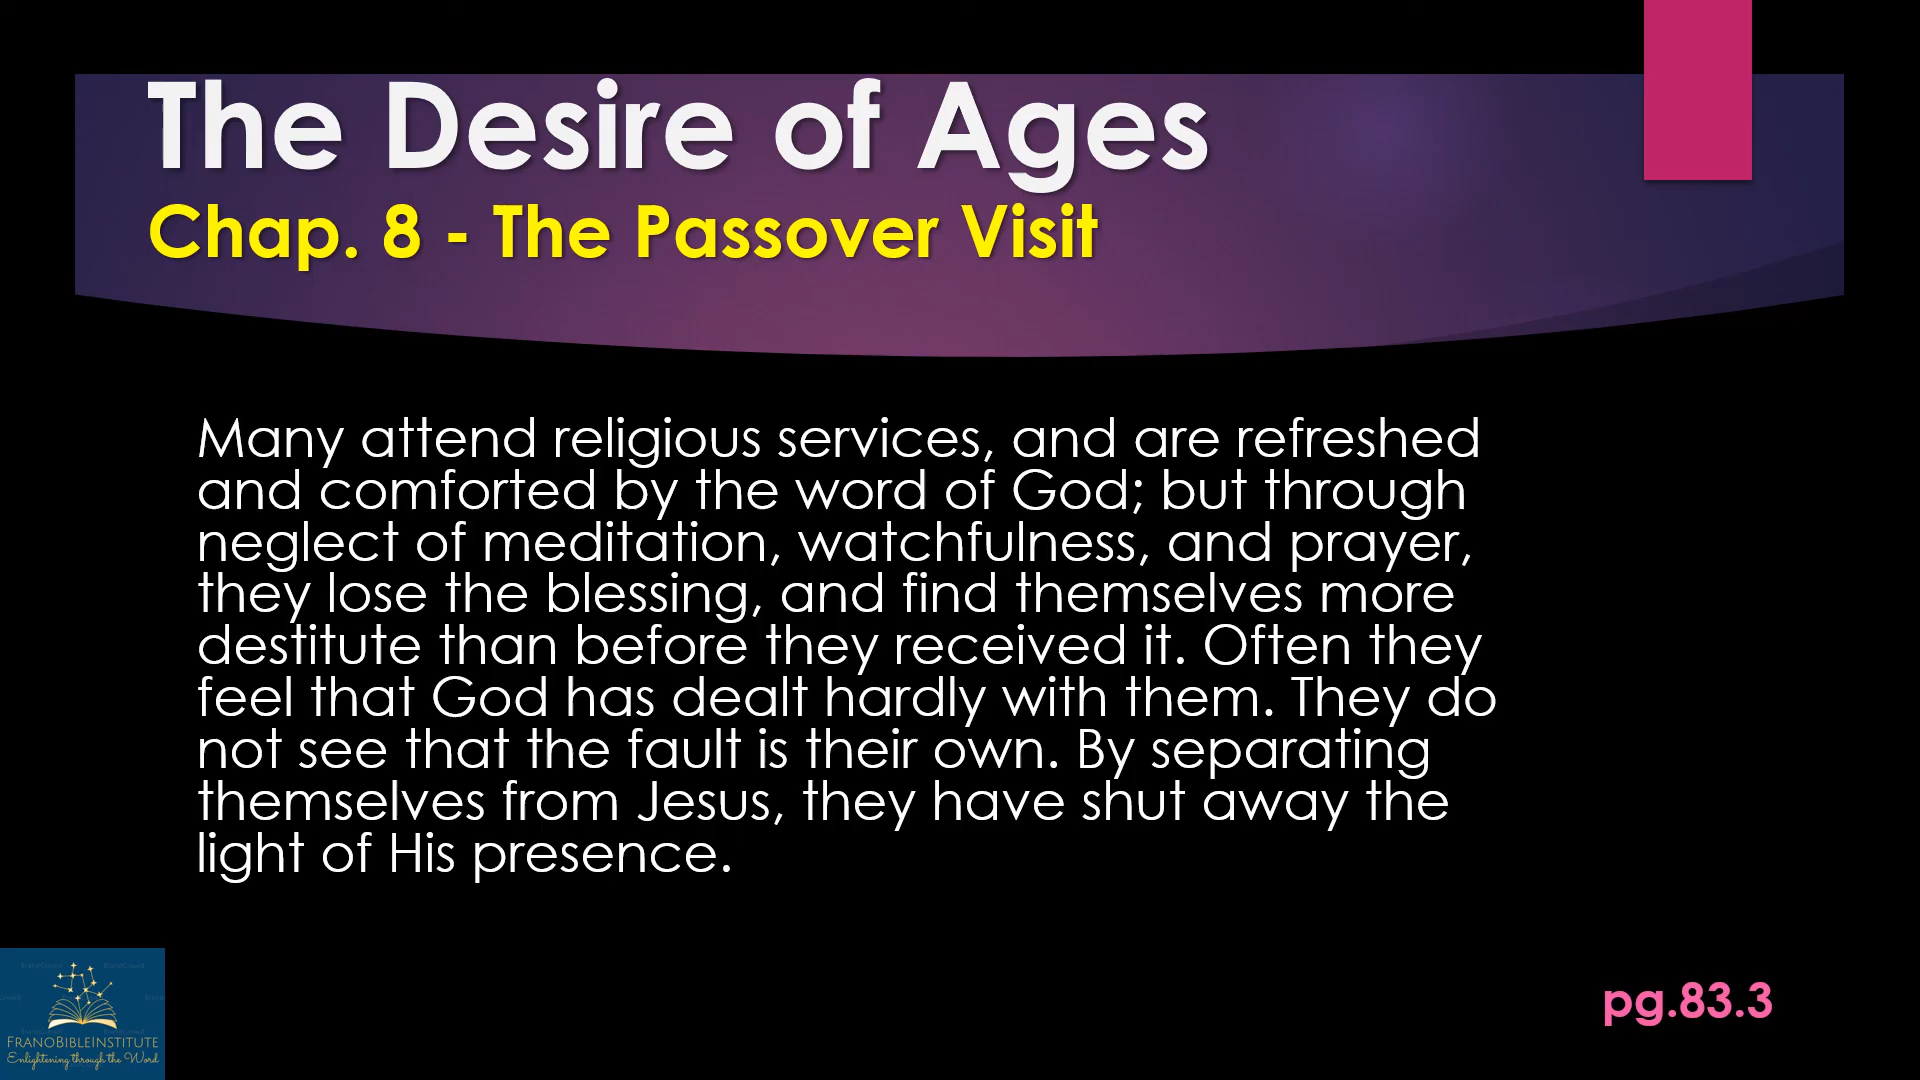 The Desire of Ages
Chap. 8 - The Passover Visit
Many attend religious services, and are refreshed
and comforted by the word of God; but through
neglect of meditation, watchfulness, and prayer,
they lose the blessing, and find themselves more
destitute than before they received it. Often they
feel that God has dealt hardly with them. They do
not see that the fault is their own. By separating
themselves from Jesus, they have shut away the
light of His presence.
pg.83.3
FRANOBIBLEINSTITUTE
Enlightening through the Word